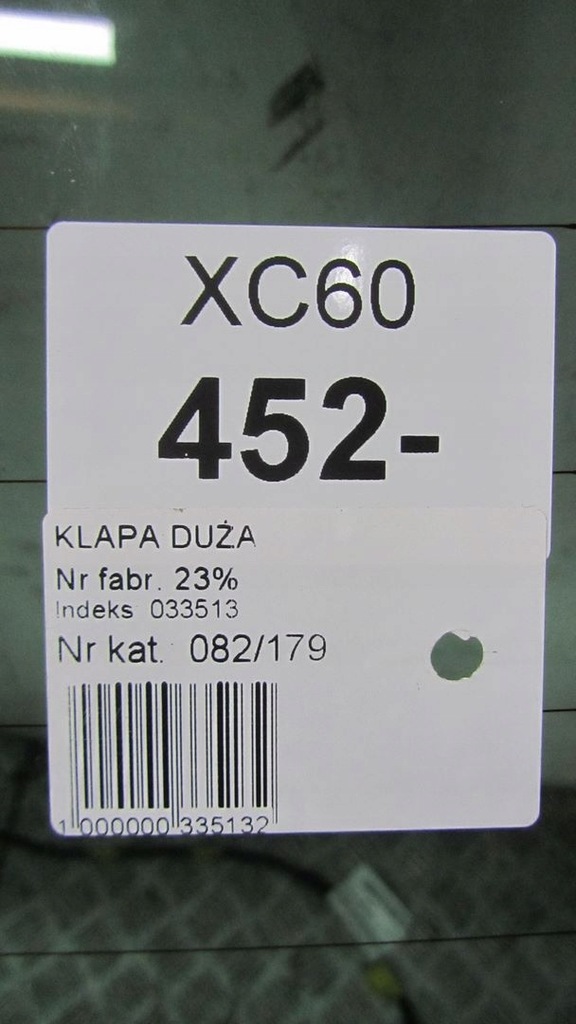 XC60
452-
KLAPA DUŻA
Nr fabr. 23%
Indeks 033513
Nr kat. 082/179
1 000000 335132